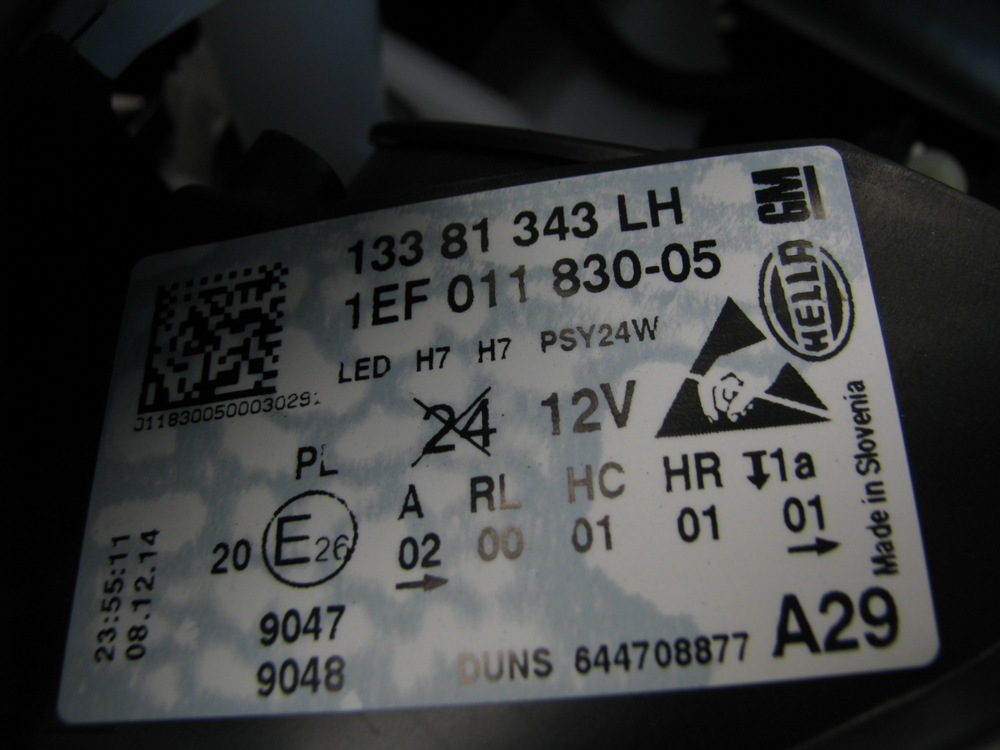 133 81 343 LH
1EF 011 830-05
GM
HELLA
LED H7 H7 PSY24W
24 12V
PL
A RL HC HR 1a
20 E26 02 00 01 01 01
9047
9048
DUNS 644708877
A29
Made in Slovenia
23:55:11
08.12.14